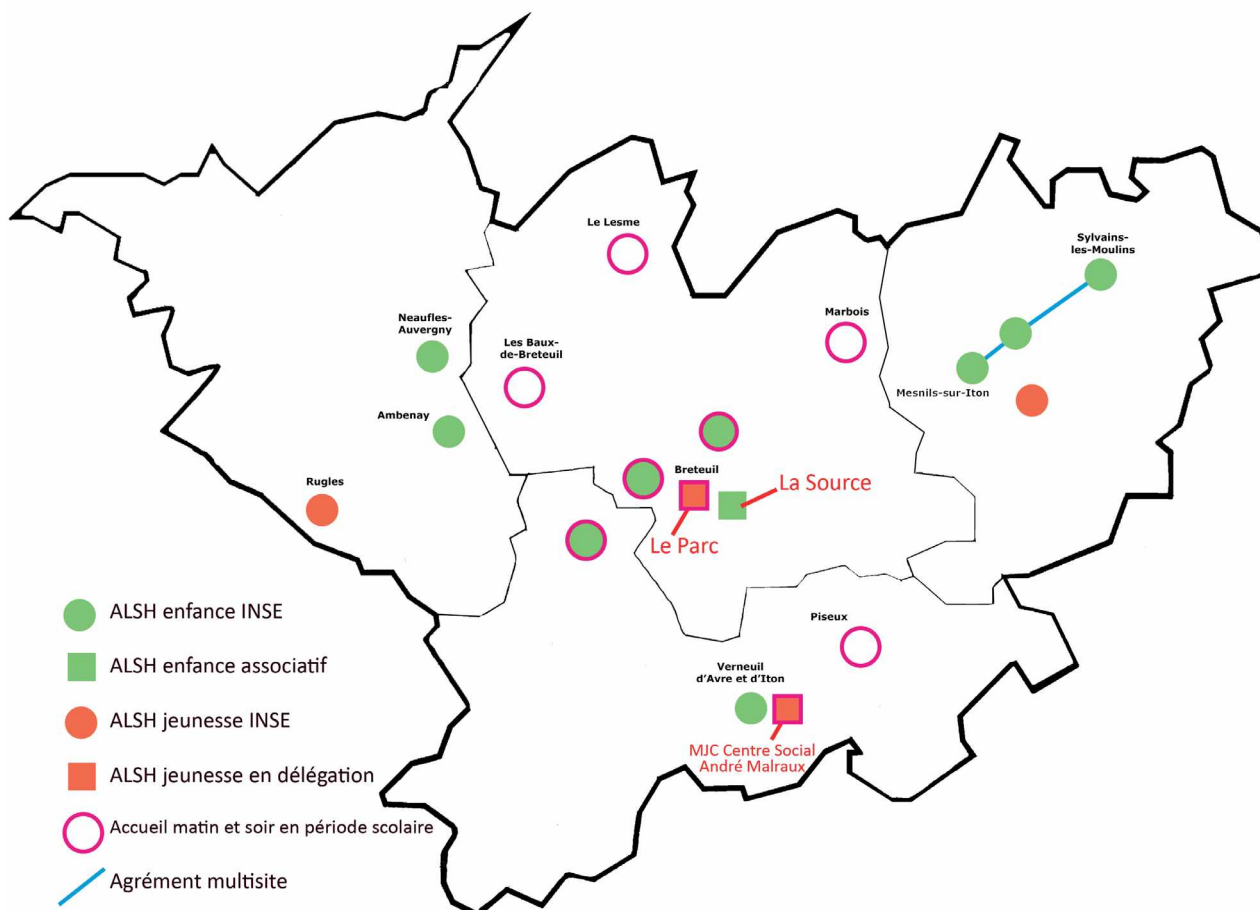 Le Lesme
Sylvains-
les-Moulins
Neaufles-
Auvergny
Les Baux-
de-Breteuil
Marbois
Mesnils-sur-Iton
Ambenay
Rugles
Breteuil
La Source
Le Parc
Piseux
Verneuil
d'Avre et d'Iton
MJC Centre Social
André Malraux
ALSH enfance INSE
ALSH enfance associatif
ALSH jeunesse INSE
ALSH jeunesse en délégation
Accueil matin et soir en période scolaire
Agrément multisite